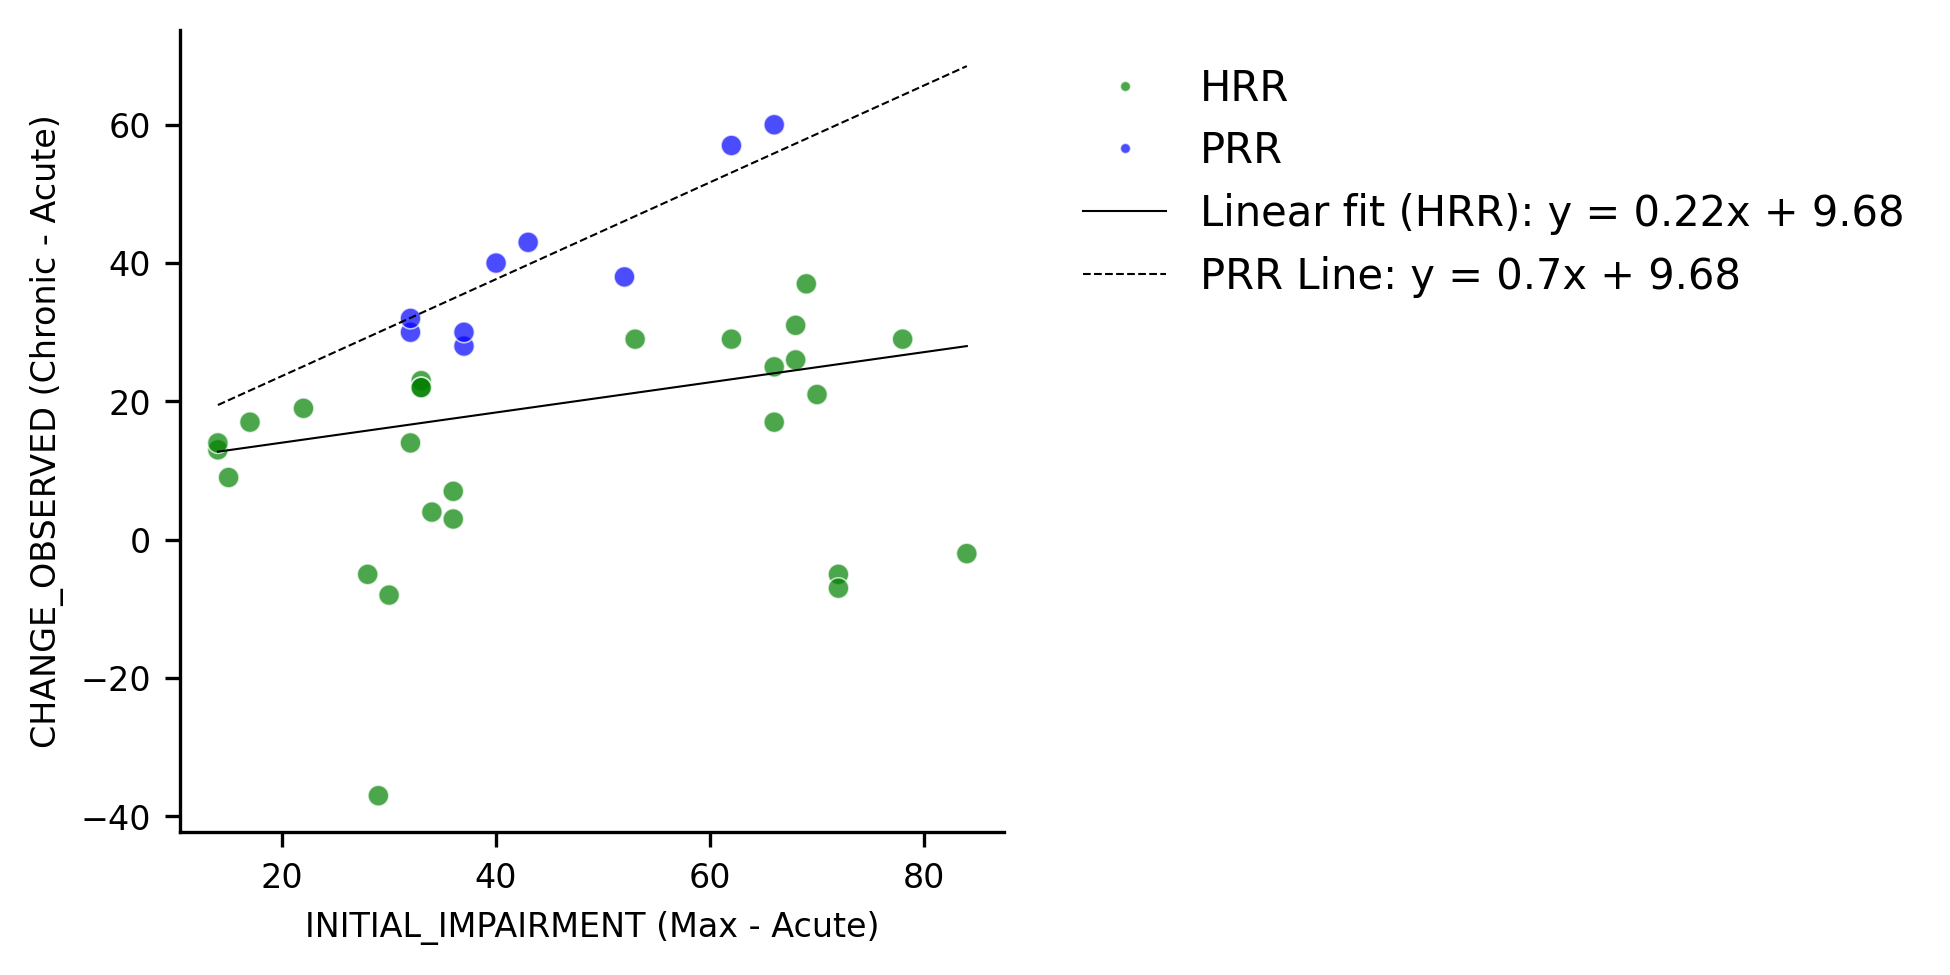 HRR
PRR
Linear fit (HRR): y = 0.22x + 9.68
PRR Line: y = 0.7x + 9.68
CHANGE_OBSERVED (Chronic - Acute)
60
40
20
0
−20
−40
20 40 60 80
INITIAL_IMPAIRMENT (Max - Acute)